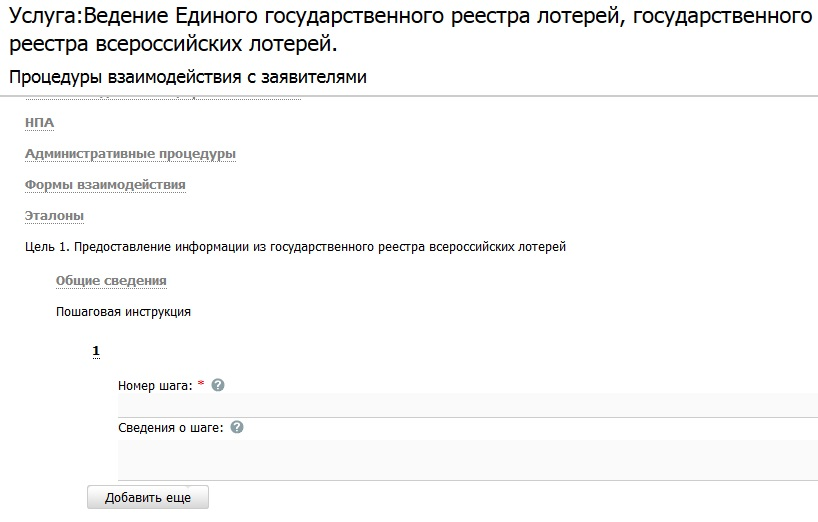 Услуга:Ведение Единого государственного реестра лотерей, государственного
реестра всероссийских лотерей.
Процедуры взаимодействия с заявителями
НПА
Административные процедуры
Формы взаимодействия
Эталоны
Цель 1. Предоставление информации из государственного реестра всероссийских лотерей
Общие сведения
Пошаговая инструкция
1
Номер шага: * ?
Сведения о шаге: ?
Добавить еще